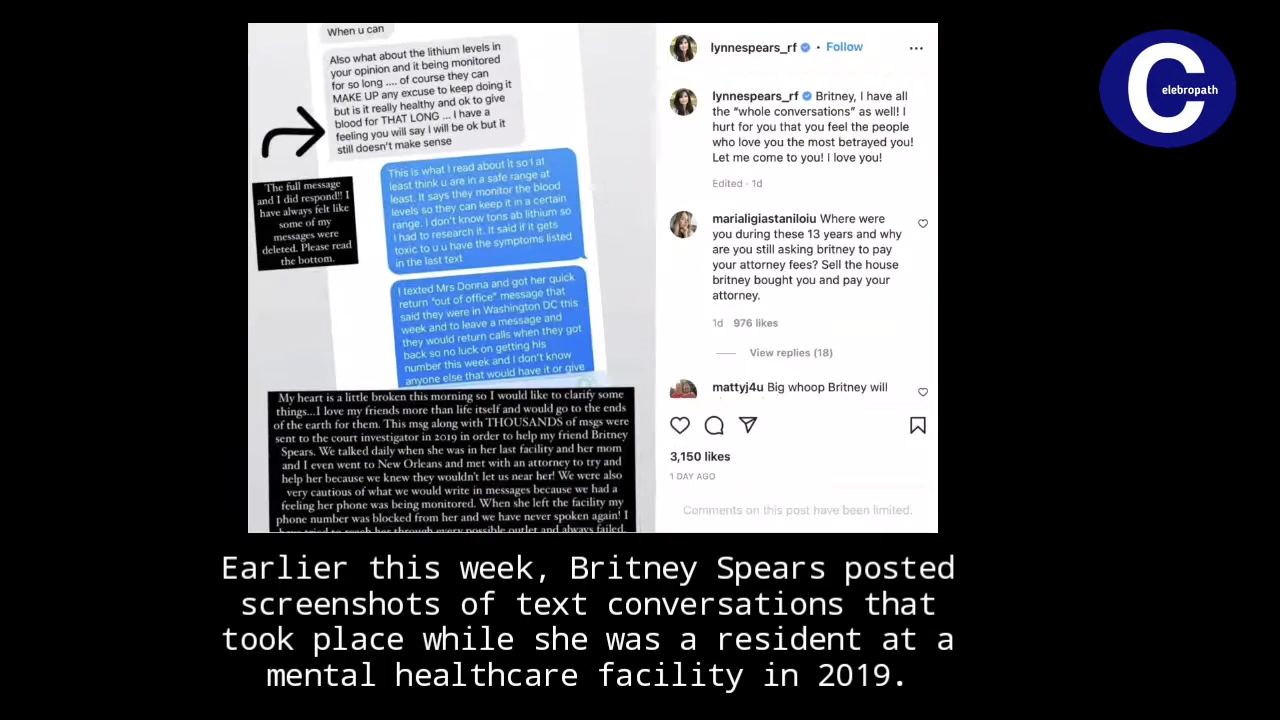 When u can
Also what about the lithium levels in
your opinion and it being monitored
for so long .... of course they can
MAKE UP any excuse to keep doing it
but is it really healthy and ok to give
blood for THAT LONG ... I have a
feeling you will say I will be ok but it
still doesn't make sense
The full message
and I did respond!! I
have always felt like
some of my
messages were
deleted. Please read
the bottom.
This is what I read about it so I at
least think u are in a safe range at
least. It says they monitor the blood
levels so they can keep it in a certain
range. I don't know tons ab lithium so
I had to research it. It said if it gets
toxic to u u have the symptoms listed
in the last text
I texted Mrs Donna and got her quick
return "out of office" message that
said they were in Washington DC this
week and to leave a message and
they would return calls when they got
back so no luck on getting his
number this week and I don't know
anyone else that would have it or give
My heart is a little broken this morning so I would like to clarify some
things...I love my friends more than life itself and would go to the ends
of the earth for them. This msg along with THOUSANDS of msgs were
sent to the court investigator in 2019 in order to help my friend Britney
Spears. We talked daily when she was in her last facility and her mom
and I even went to New Orleans and met with an attorney to try and
help her because we knew they wouldn't let us near her! We were also
very cautious of what we would write in messages because we had a
feeling her phone was being monitored. When she left the facility my
phone number was blocked from her and we have never spoken again! I
have tried to reach her through every possible outlet and always failed.
lynnespears_rf • Follow
lynnespears_rf Britney, I have all
the "whole conversations" as well! I
hurt for you that you feel the people
who love you the most betrayed you!
Let me come to you! I love you!
Edited · 1d
marialigiastaniloiu Where were
you during these 13 years and why
are you still asking britney to pay
your attorney fees? Sell the house
britney bought you and pay your
attorney.
1d 976 likes
View replies (18)
mattyj4u Big whoop Britney will
3,150 likes
1 DAY AGO
Comments on this post have been limited.
Celebropath
Earlier this week, Britney Spears posted
screenshots of text conversations that
took place while she was a resident at a
mental healthcare facility in 2019.